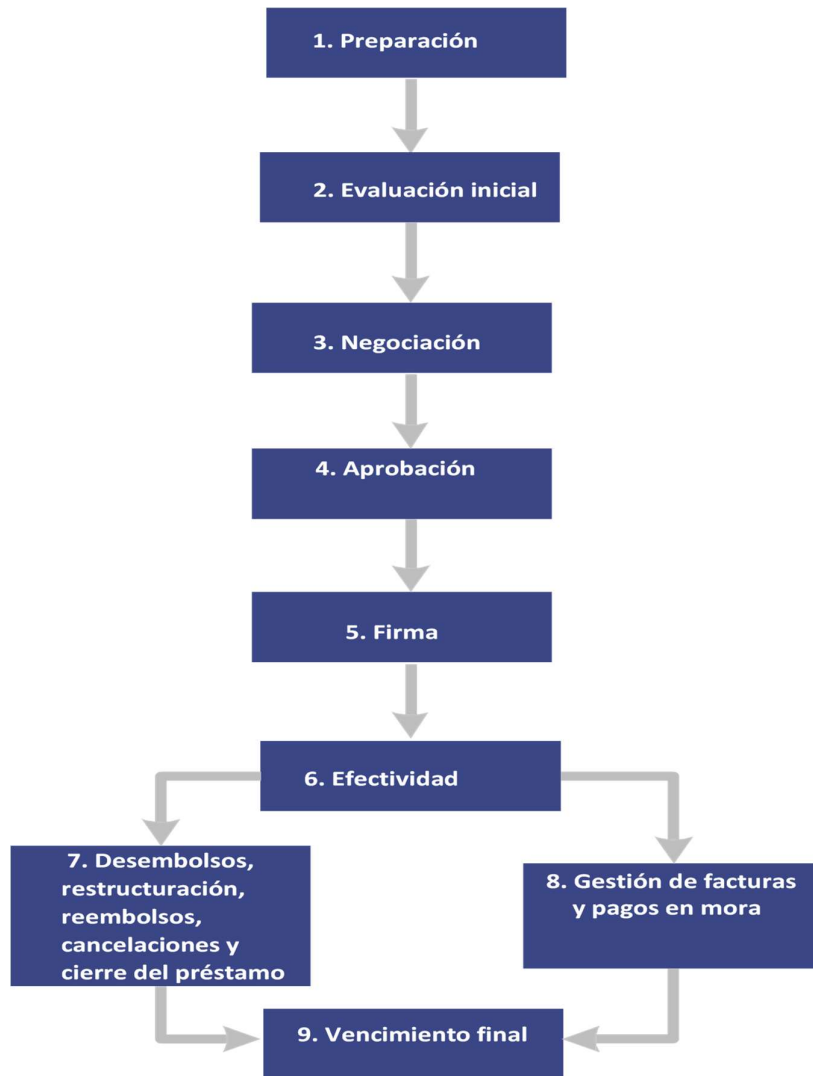 1. Preparación
2. Evaluación inicial
3. Negociación
4. Aprobación
5. Firma
6. Efectividad
7. Desembolsos,
restructuración,
reembolsos,
cancelaciones y
cierre del préstamo
8. Gestión de facturas
y pagos en mora
9. Vencimiento final